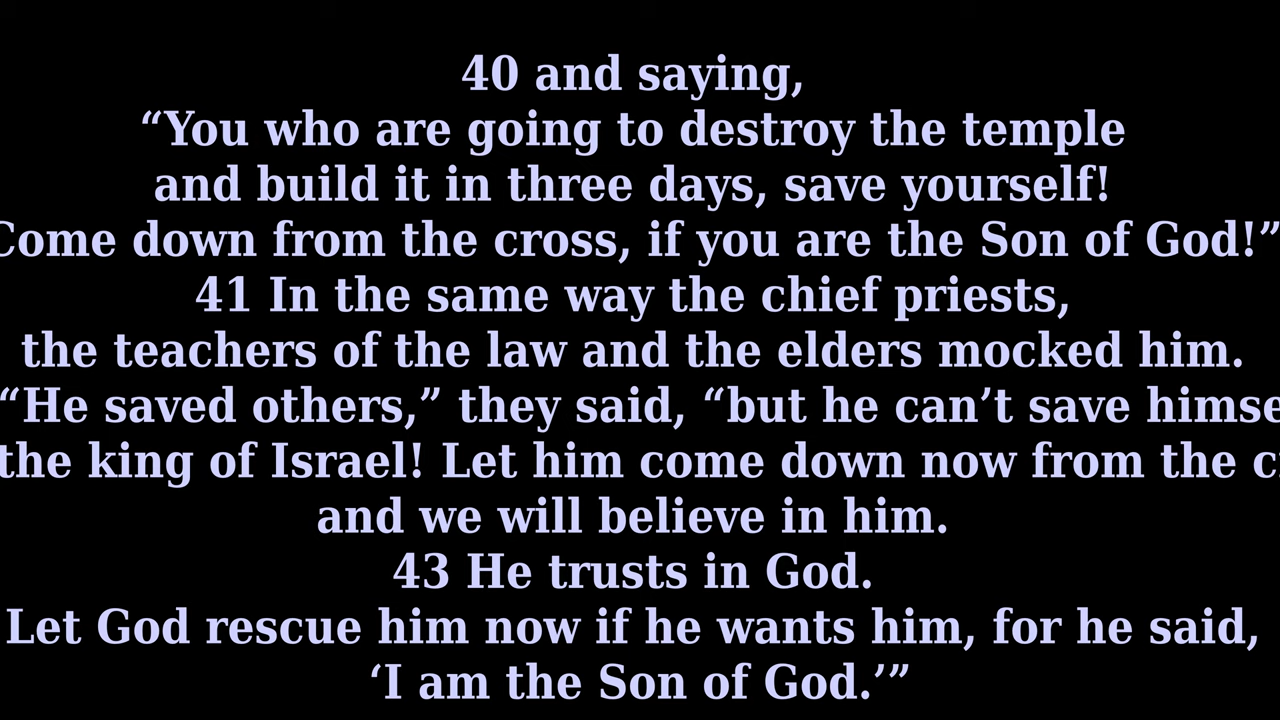 40 and saying,
“You who are going to destroy the temple
and build it in three days, save yourself!
Come down from the cross, if you are the Son of God!”
41 In the same way the chief priests,
the teachers of the law and the elders mocked him.
“He saved others,” they said, “but he can’t save
the king of Israel! Let him come down now from the
and we will believe in him.
43 He trusts in God.
Let God rescue him now if he wants him, for he said,
‘I am the Son of God.’”